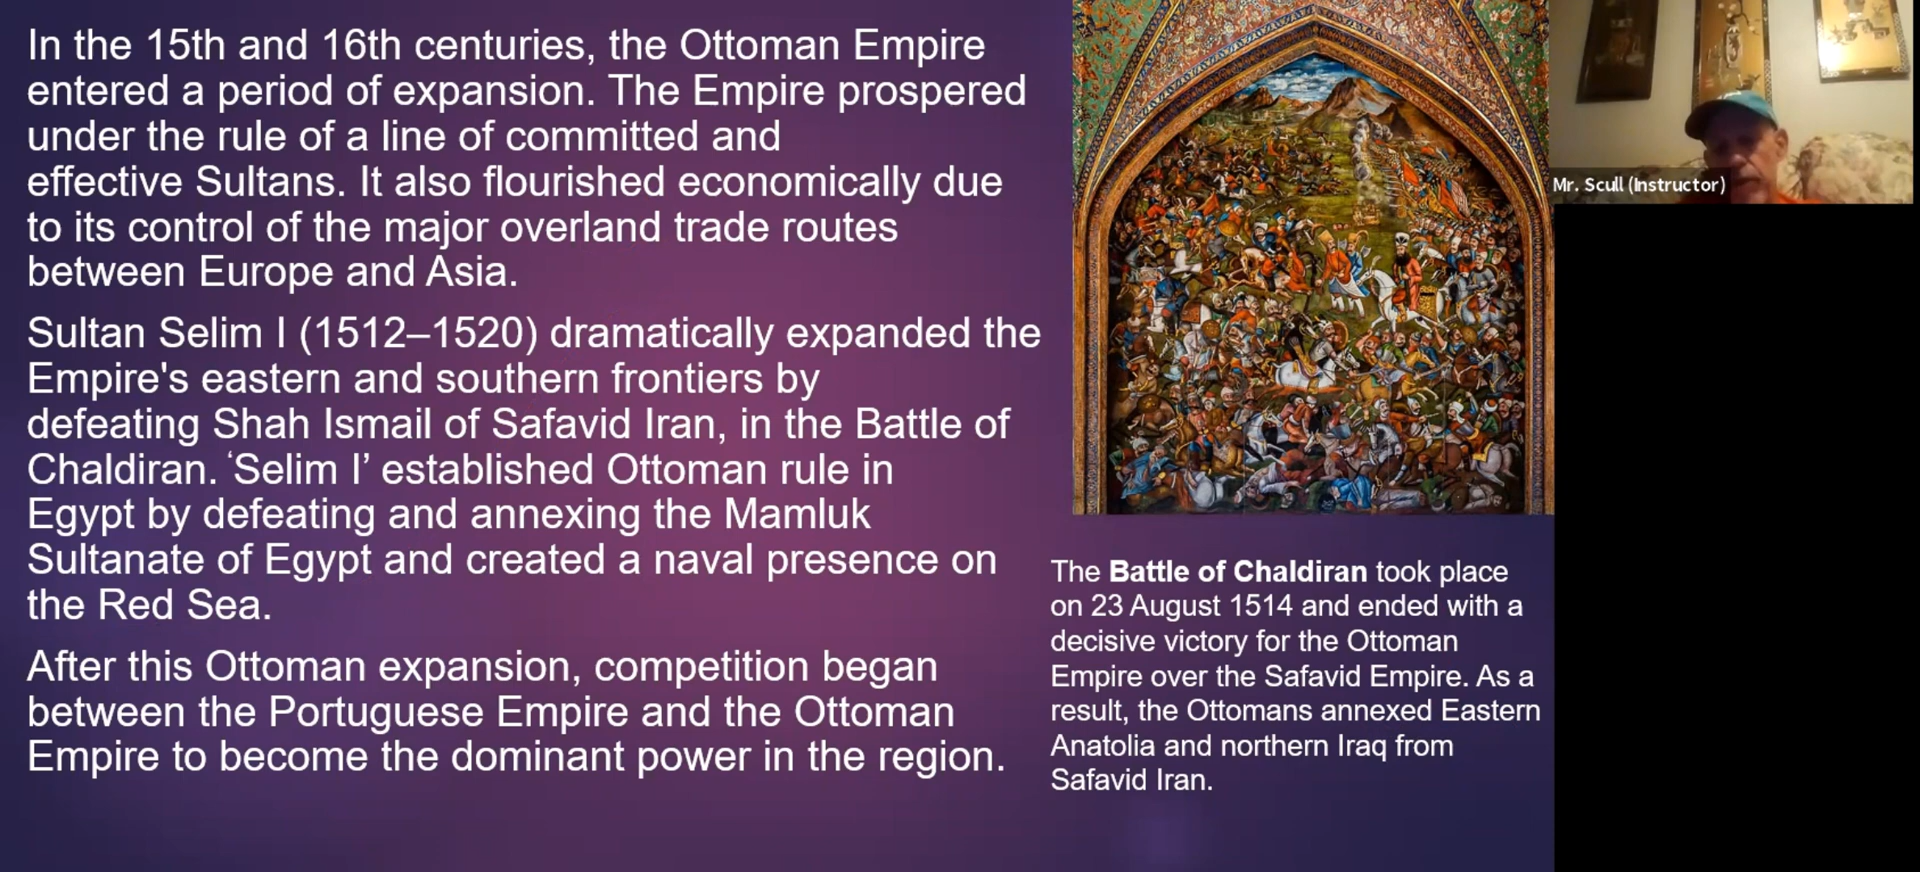 In the 15th and 16th centuries, the Ottoman Empire
entered a period of expansion. The Empire prospered
under the rule of a line of committed and
effective Sultans. It also flourished economically due
to its control of the major overland trade routes
between Europe and Asia.
Sultan Selim I (1512–1520) dramatically expanded the
Empire's eastern and southern frontiers by
defeating Shah Ismail of Safavid Iran, in the Battle of
Chaldiran. ‘Selim I’ established Ottoman rule in
Egypt by defeating and annexing the Mamluk
Sultanate of Egypt and created a naval presence on
the Red Sea.
After this Ottoman expansion, competition began
between the Portuguese Empire and the Ottoman
Empire to become the dominant power in the region.
The Battle of Chaldiran took place
on 23 August 1514 and ended with a
decisive victory for the Ottoman
Empire over the Safavid Empire. As a
result, the Ottomans annexed Eastern
Anatolia and northern Iraq from
Safavid Iran.
Mr. Scull (Instructor)